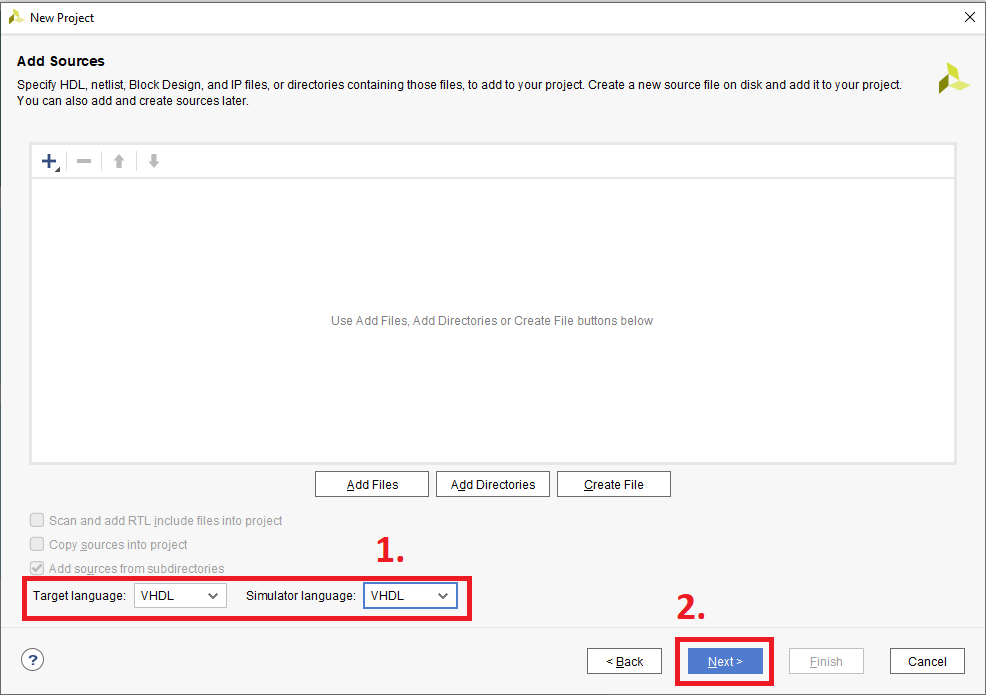 New Project
Add Sources
Specify HDL, netlist, Block Design, and IP files, or directories containing those files, to add to your project. Create a new source file on disk and add it to your project.
You can also add and create sources later.
Use Add Files, Add Directories or Create File buttons below
Add Files Add Directories Create File
Scan and add RTL include files into project
Copy sources into project
1.
Add sources from subdirectories
Target language: VHDL Simulator language: VHDL
2.
? < Back Next > Finish Cancel